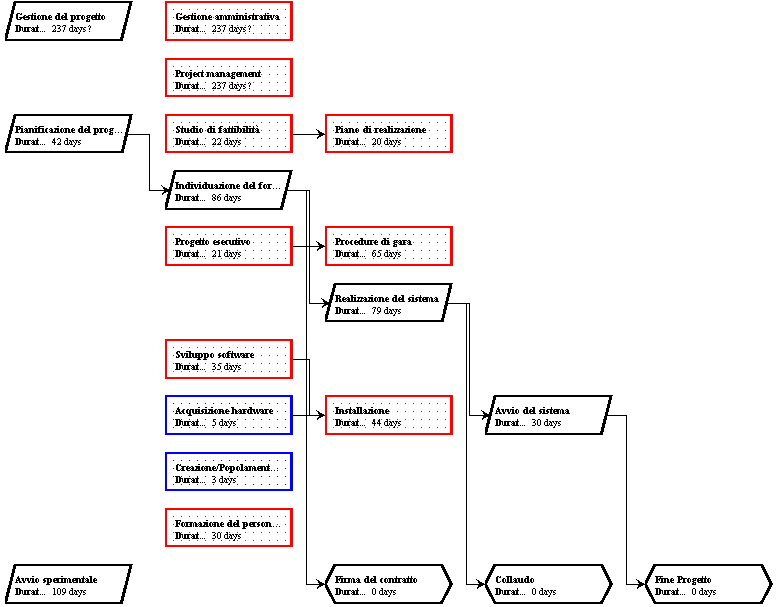 Gestione del progetto
Durat... 237 days?
Gestione amministrativa
Durat... 237 days?
Project management
Durat... 237 days?
Pianificazione del prog...
Durat... 42 days
Studio di fattibilità
Durat... 22 days
Piano di realizzazione
Durat... 20 days
Individuazione del for...
Durat... 86 days
Progetto esecutivo
Durat... 21 days
Procedure di gara
Durat... 65 days
Realizzazione del sistema
Durat... 79 days
Sviluppo software
Durat... 35 days
Acquisizione hardware
Durat... 5 days
Installazione
Durat... 44 days
Avvio del sistema
Durat... 30 days
Creazione/Popolament...
Durat... 3 days
Formazione del person...
Durat... 30 days
Avvio sperimentale
Durat... 109 days
Firma del contratto
Durat... 0 days
Collaudo
Durat... 0 days
Fine Progetto
Durat... 0 days